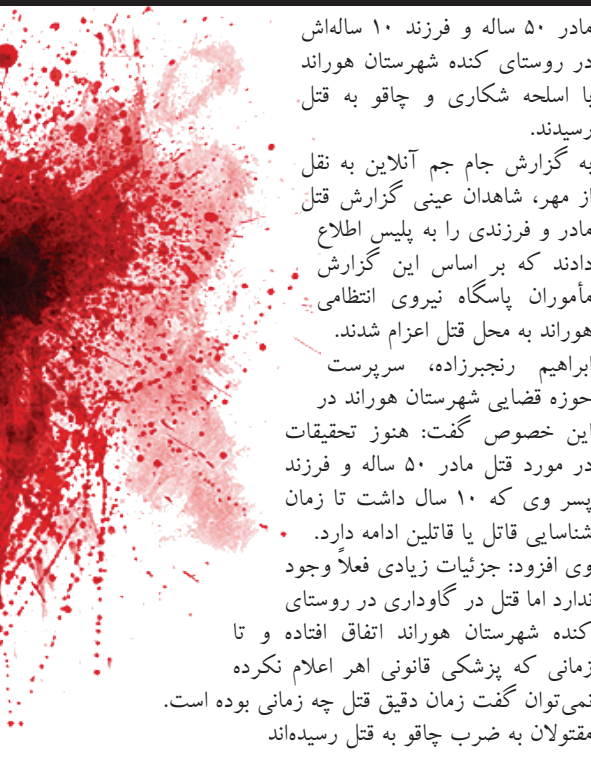 مادر ۵۰ ساله و فرزند ۱۰ ساله‌اش
در روستای کنده شهرستان هوراند
با اسلحه شکاری و چاقو به قتل
رسیدند.
به گزارش جام جم آنلاین به نقل
از مهر، شاهدان عینی گزارش قتل
مادر و فرزندی را به پلیس اطلاع
دادند که بر اساس این گزارش
مأموران پاسگاه نیروی انتظامی
هوراند به محل قتل اعزام شدند.
ابراهیم رنجبرزاده، سرپرست
حوزه قضایی شهرستان هوراند در
این خصوص گفت: هنوز تحقیقات
در مورد قتل مادر ۵۰ ساله و فرزند
پسر وی که ۱۰ سال داشت تا زمان
شناسایی قاتل یا قاتلین ادامه دارد.
وی افزود: جزئیات زیادی فعلاً وجود
ندارد اما قتل در گاوداری در روستای
کنده شهرستان هوراند اتفاق افتاده و تا
زمانی که پزشکی قانونی اهر اعلام نکرده
نمی‌توان گفت زمان دقیق قتل چه زمانی بوده است.
مقتولان به ضرب چاقو به قتل رسیده‌اند